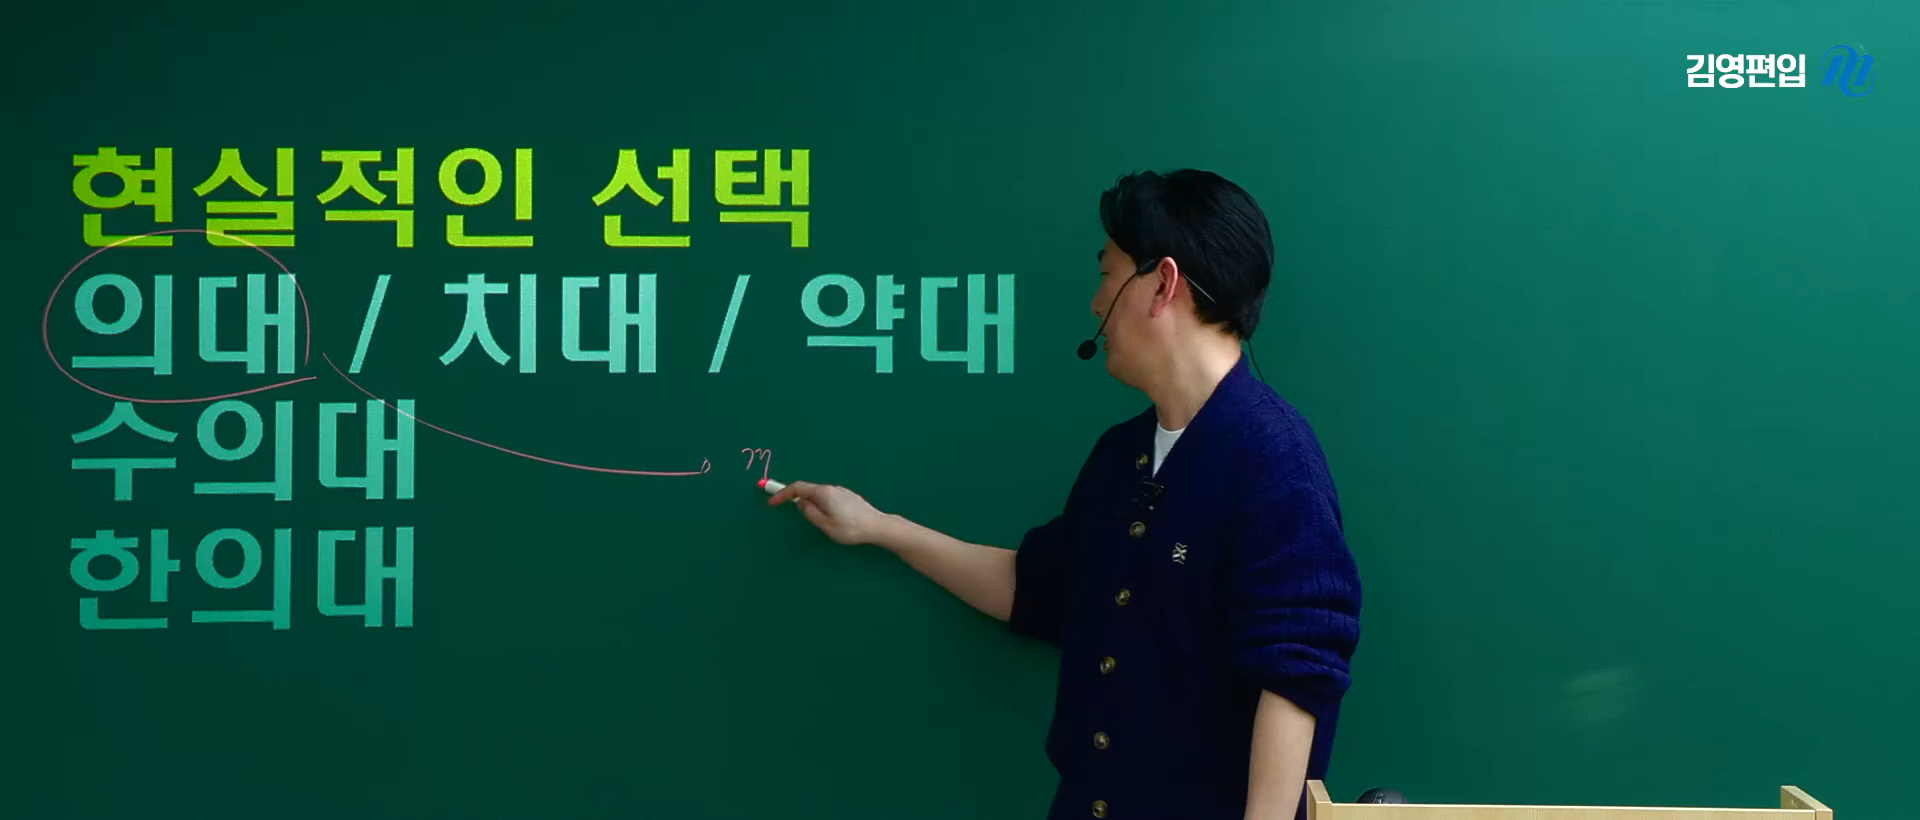 김영편입
현실적인 선택
의대 / 치대 / 약대
수의대
한의대